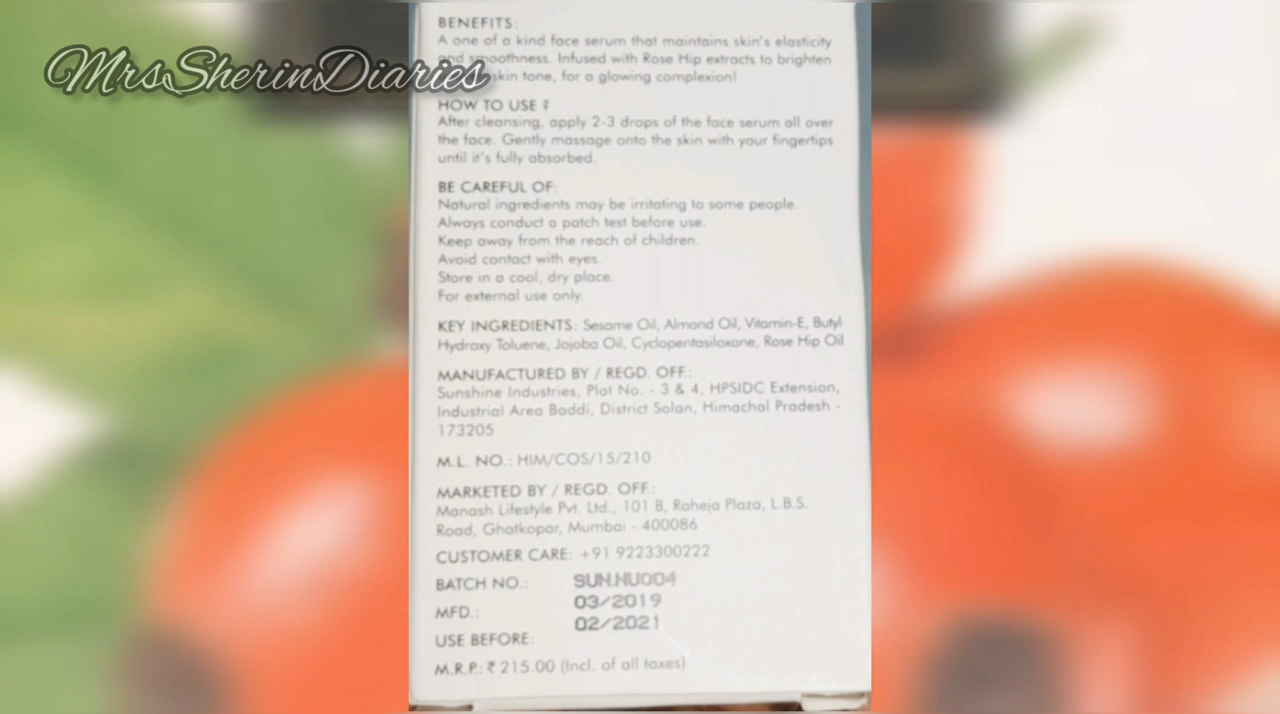 BENEFITS:
A one of a kind face serum that maintains skin's elasticity
and smoothness. Infused with Rose Hip extracts to brighten
skin tone, for a glowing complexion!
MrsSherinDiaries
HOW TO USE ?
After cleansing, apply 2-3 drops of the face serum all over
the face. Gently massage onto the skin with your fingertips
until it's fully absorbed.
BE CAREFUL OF:
Natural ingredients may be irritating to some people.
Always conduct a patch test before use.
Keep away from the reach of children.
Avoid contact with eyes.
Store in a cool, dry place.
For external use only.
KEY INGREDIENTS: Sesame Oil, Almond Oil, Vitamin-E, Butyl
Hydroxy Toluene, Jojoba Oil, Cyclopentasiloxane, Rose Hip Oil
MANUFACTURED BY / REGD. OFF.:
Sunshine Industries, Plot No. - 3 & 4, HPSIDC Extension,
Industrial Area Baddi, District Solan, Himachal Pradesh -
173205
M.L. NO.: HIM/COS/15/210
MARKETED BY / REGD. OFF.:
Manash Lifestyle Pvt. Ltd., 101 B, Raheja Plaza, L.B.S.
Road, Ghatkopar, Mumbai - 400086
CUSTOMER CARE: +91 9223300222
BATCH NO.: SUN.NU004
MFD.: 03/2019
USE BEFORE: 02/2021
M.R.P.: ₹ 215.00 (Incl. of all taxes)